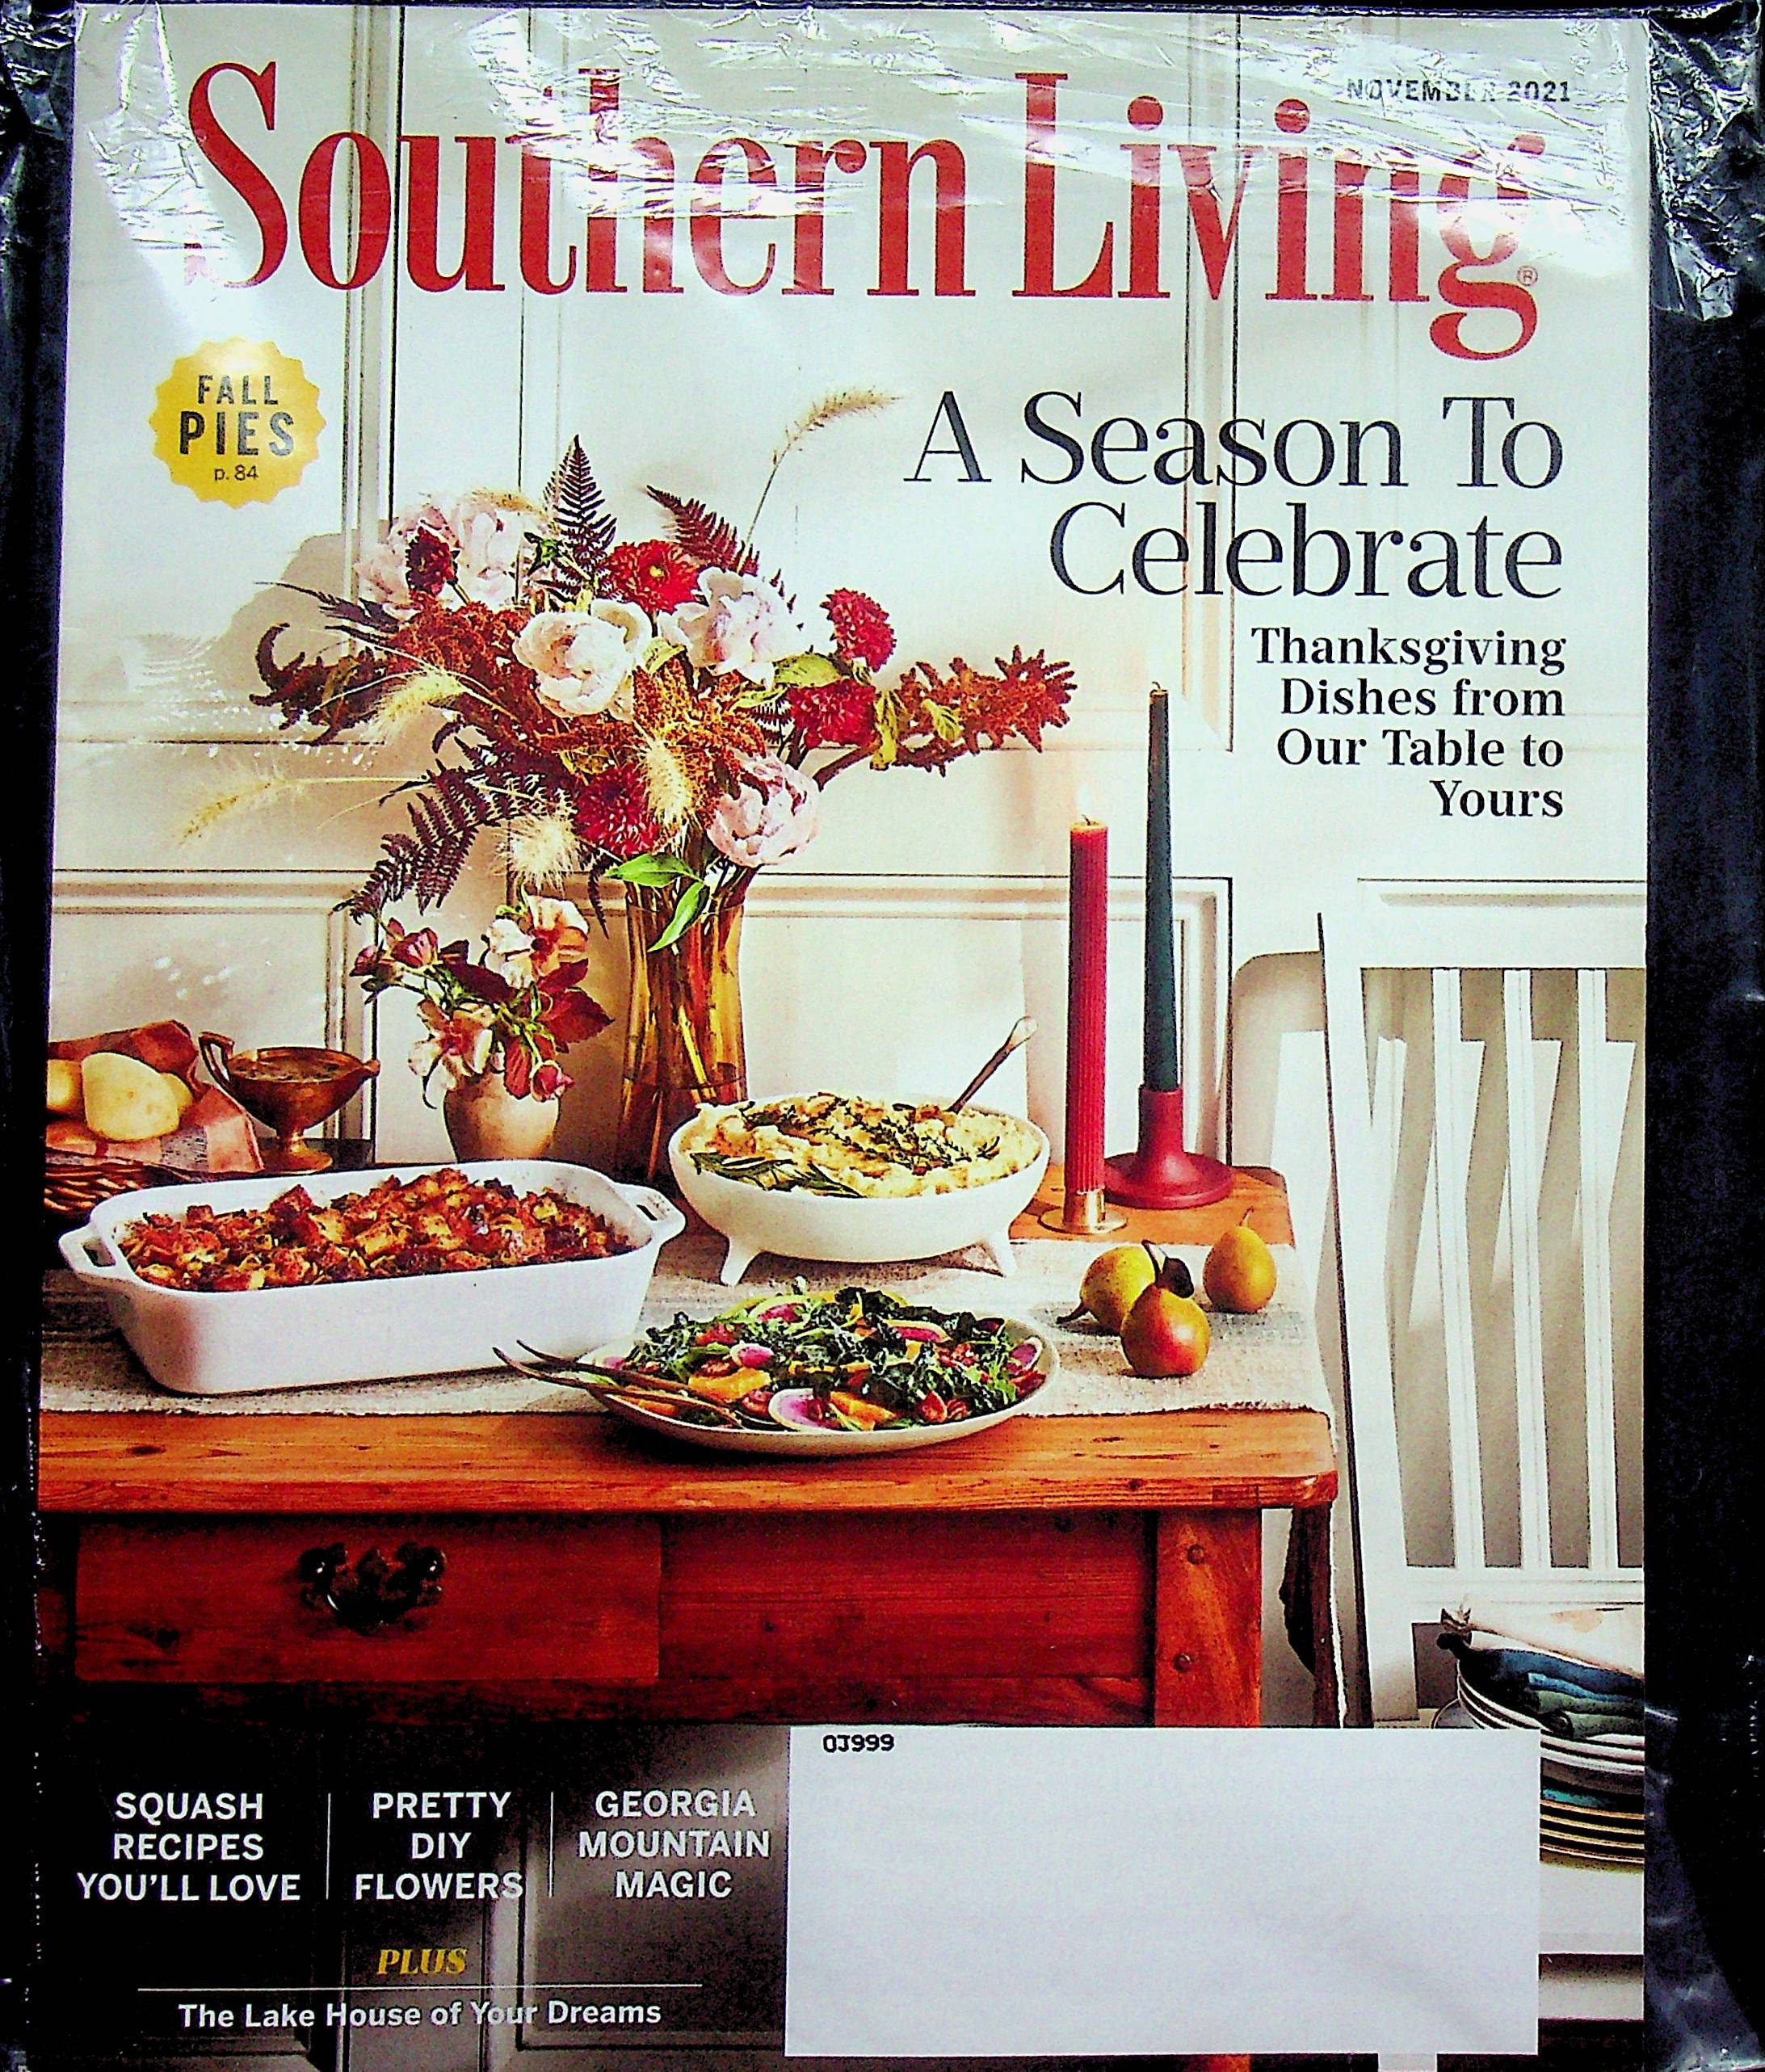 NOVEMBER 2021
Southern Living®
FALL
PIES
p. 84
A Season To
Celebrate
Thanksgiving
Dishes from
Our Table to
Yours
0J999
SQUASH
RECIPES
YOU'LL LOVE
PRETTY
DIY
FLOWERS
GEORGIA
MOUNTAIN
MAGIC
PLUS
The Lake House of Your Dreams